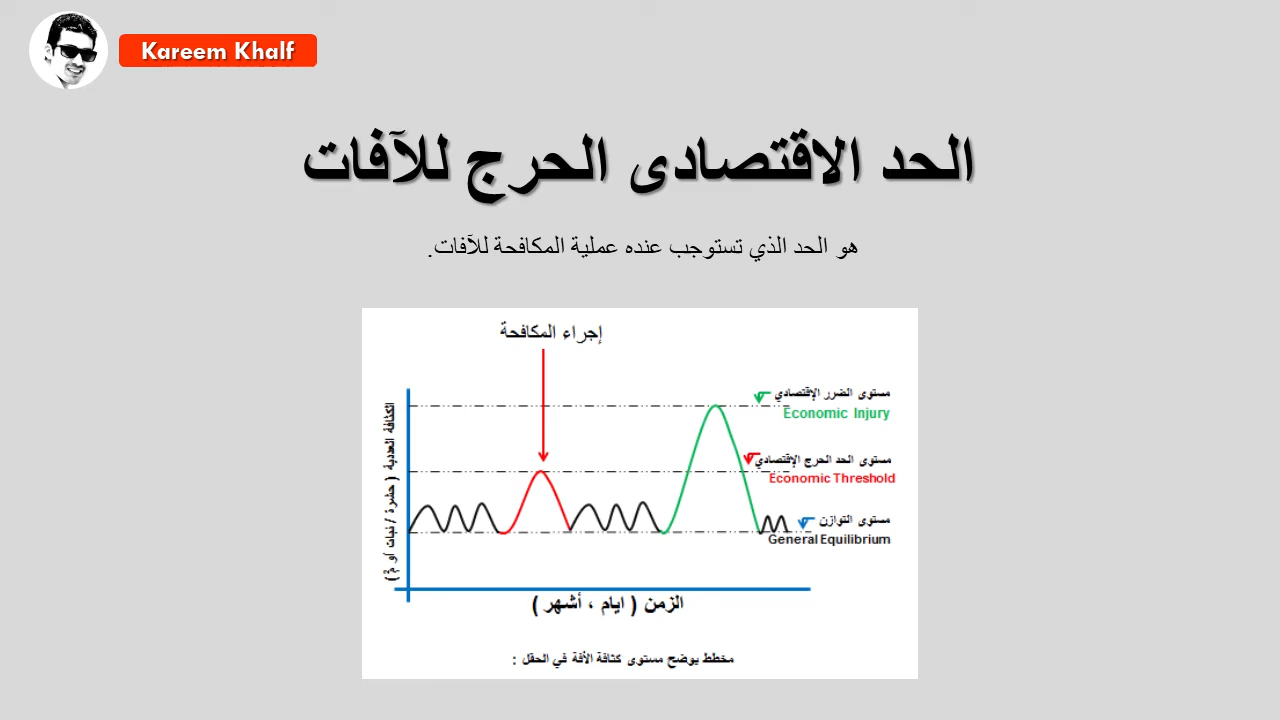 Kareem Khalf
الحد الاقتصادى الحرج للآفات
هو الحد الذي تستوجب عنده عملية المكافحة للآفات.
إجراء المكافحة
مستوى الضرر الإقتصادي
Economic Injury
مستوى الحد الحرج الإقتصادي
Economic Threshold
مستوى التوازن
General Equilibrium
الكثافة العددية ( حشرة / نبات أو م2 )
الزمن ( ايام ، أشهر )
مخطط يوضح مستوى كثافة الأفة في الحقل :